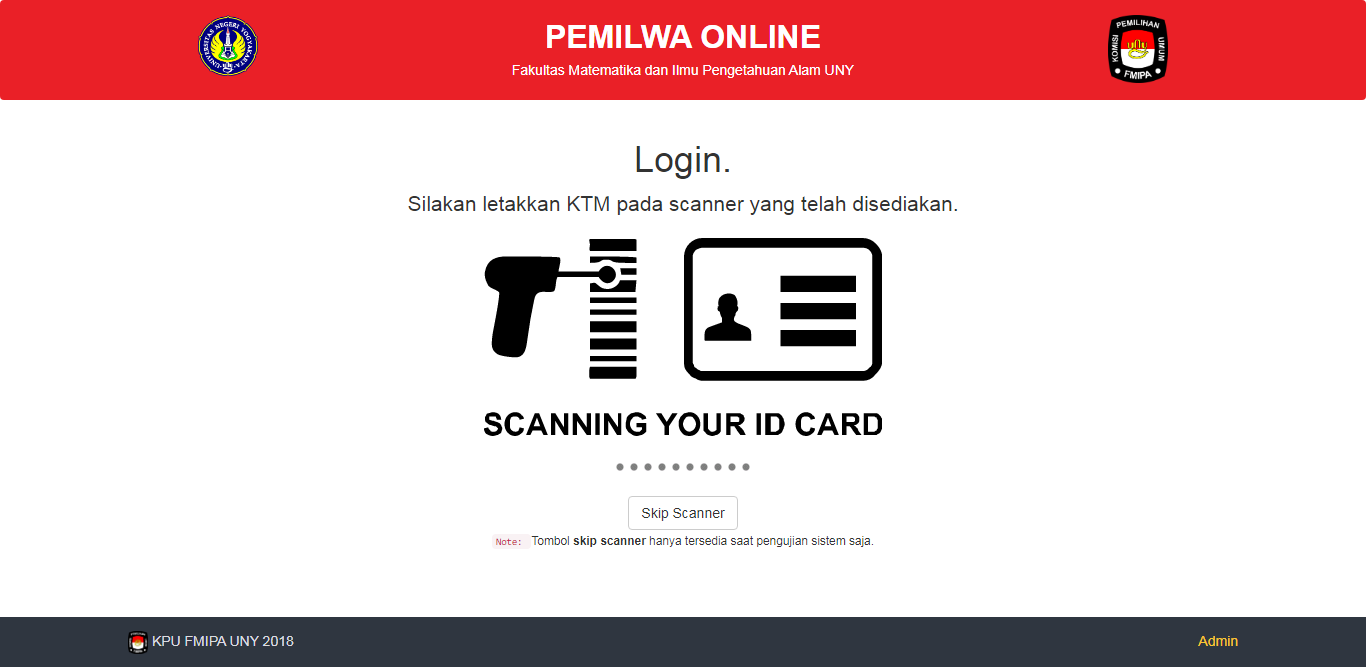 UNIVERSITAS NEGERI YOGYAKARTA
UNY
PEMILWA ONLINE
Fakultas Matematika dan Ilmu Pengetahuan Alam UNY
KOMISI PEMILIHAN UMUM
FMIPA
Login.
Silakan letakkan KTM pada scanner yang telah disediakan.
SCANNING YOUR ID CARD
Skip Scanner
Note: Tombol skip scanner hanya tersedia saat pengujian sistem saja.
KPU FMIPA UNY 2018
Admin